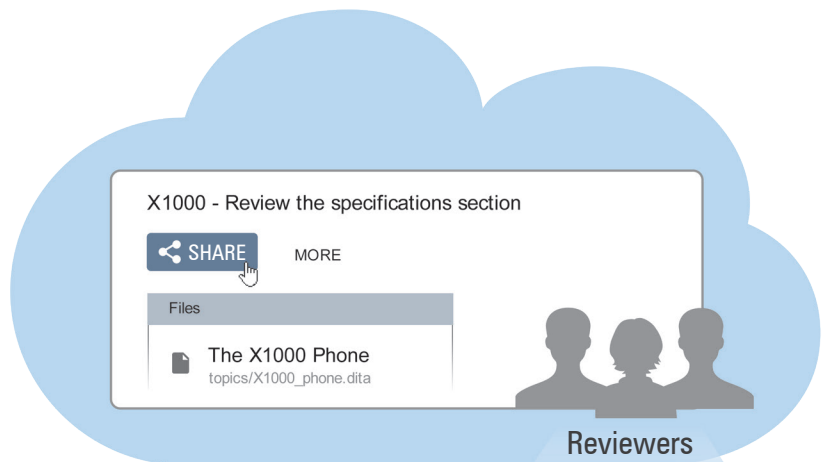 X1000 - Review the specifications section
SHARE MORE
Files
The X1000 Phone
topics/X1000_phone.dita
Reviewers